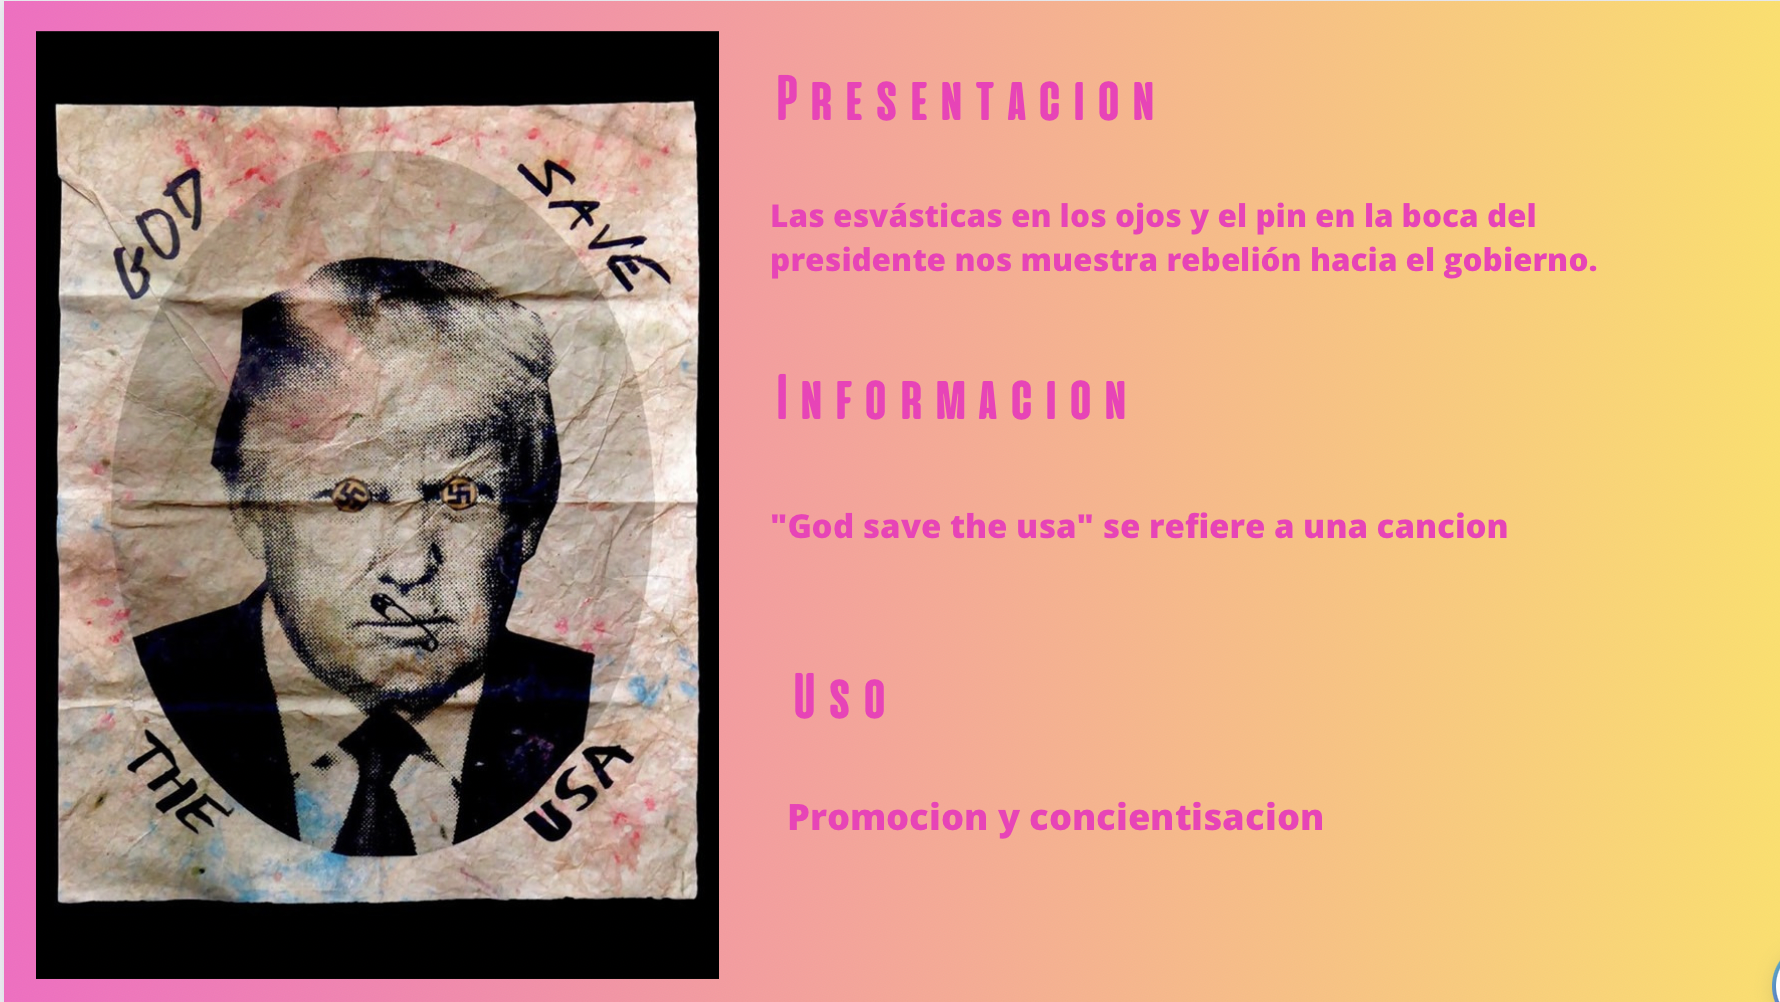 GOD
SAVE
THE
USA
Presentacion
Las esvásticas en los ojos y el pin en la boca del
presidente nos muestra rebelión hacia el gobierno.
Informacion
"God save the usa" se refiere a una cancion
Uso
Promocion y concientisacion